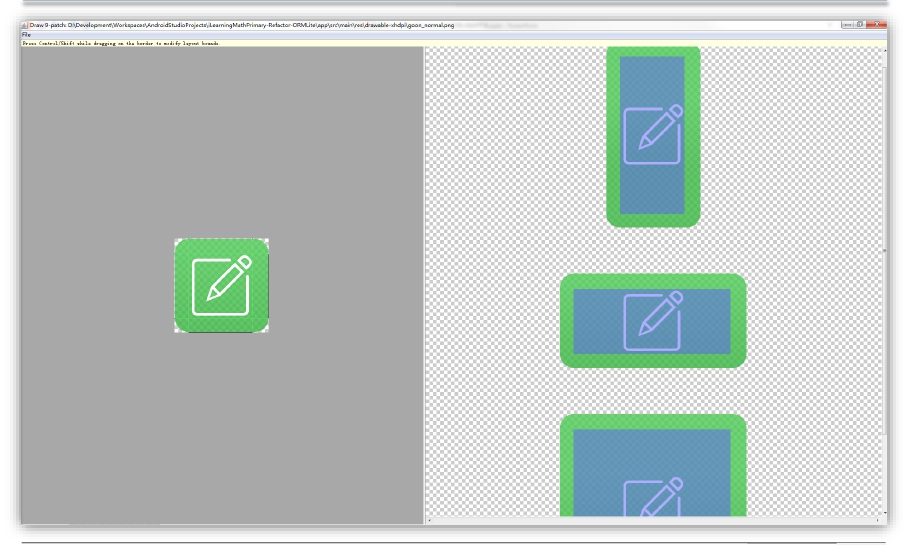 Draw 9-patch: D:\Development\Workspaces\AndroidStudioProjects\iLearningMathPrimary-Refactor-ORMLite\app\src\main\res\drawable-xhdpi\goon_normal.png
File
Press Control/Shift while dragging on the border to modify layout bounds